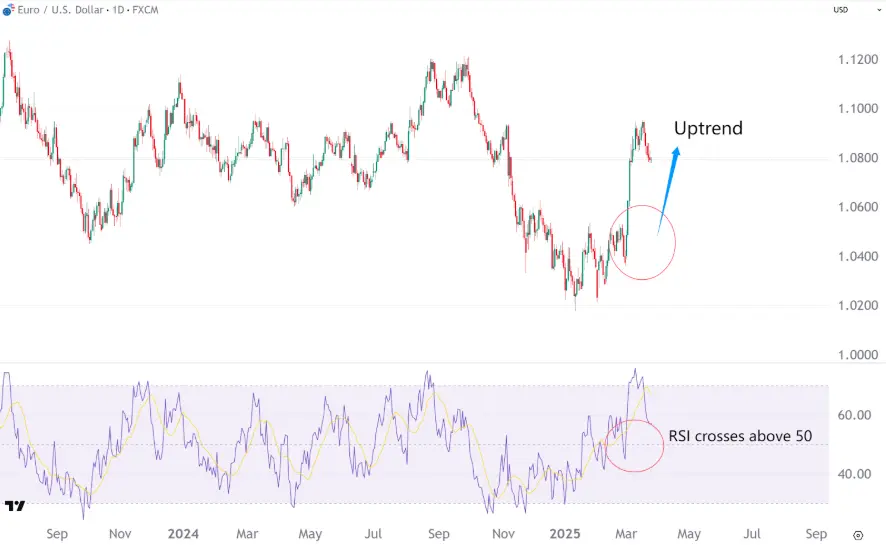 Euro / U.S. Dollar · 1D · FXCM
USD
1.1200
1.1000
Uptrend
1.0800
1.0600
1.0400
1.0200
1.0000
60.00
RSI crosses above 50
40.00
Sep Nov 2024 Mar May Jul Sep Nov 2025 Mar May Jul Sep